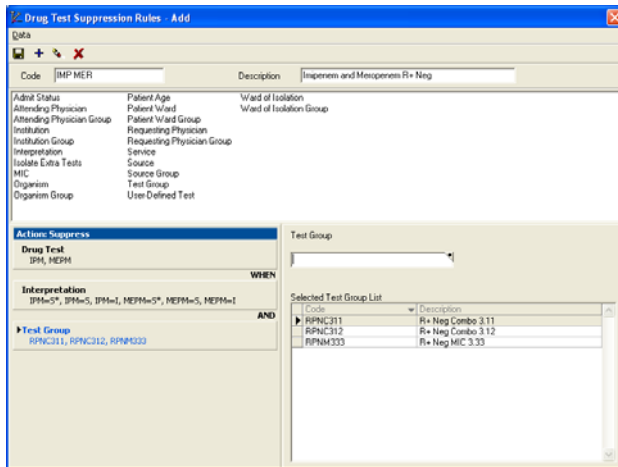 Drug Test Suppression Rules - Add
Data
Code IMP MER Description Imipenem and Meropenem R+ Neg
Admit Status Patient Age Ward of Isolation
Attending Physician Patient Ward Ward of Isolation Group
Attending Physician Group Patient Ward Group
Institution Requesting Physician
Institution Group Requesting Physician Group
Interpretation Service
Isolate Extra Tests Source
MIC Source Group
Organism Test Group
Organism Group User-Defined Test
Action: Suppress
Drug Test
IPM, MEPM
WHEN
Interpretation
IPM=S*, IPM=S, IPM=I, MEPM=S*, MEPM=S, MEPM=I
AND
Test Group
RPNC311, RPNC312, RPNM333
Test Group
Selected Test Group List
Code Description
RPNC311 R+ Neg Combo 3.11
RPNC312 R+ Neg Combo 3.12
RPNM333 R+ Neg MIC 3.33